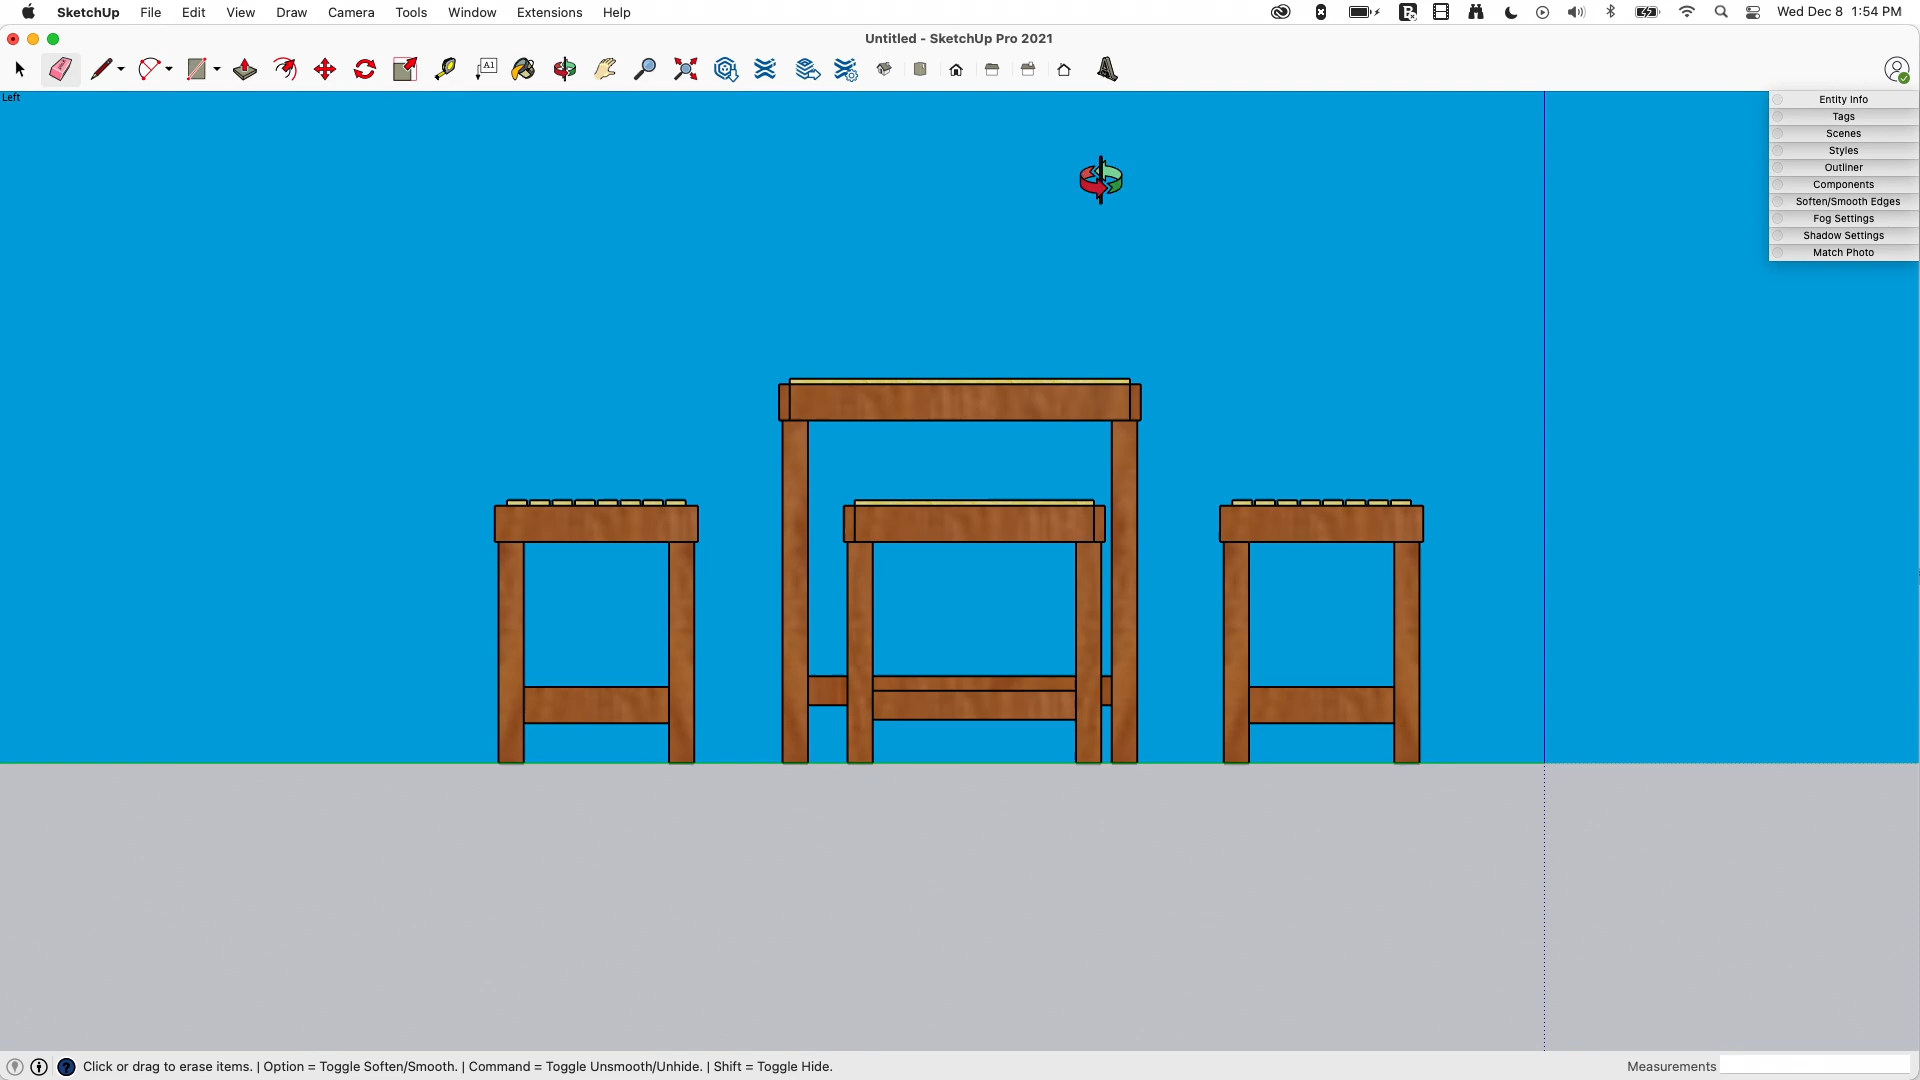 SketchUp File Edit View Draw Camera Tools Window Extensions Help Wed Dec 8 1:54 PM
Untitled - SketchUp Pro 2021
A1
Left
Entity Info
Tags
Scenes
Styles
Outliner
Components
Soften/Smooth Edges
Fog Settings
Shadow Settings
Match Photo
Click or drag to erase items. | Option = Toggle Soften/Smooth. | Command = Toggle Unsmooth/Unhide. | Shift = Toggle Hide. Measurements